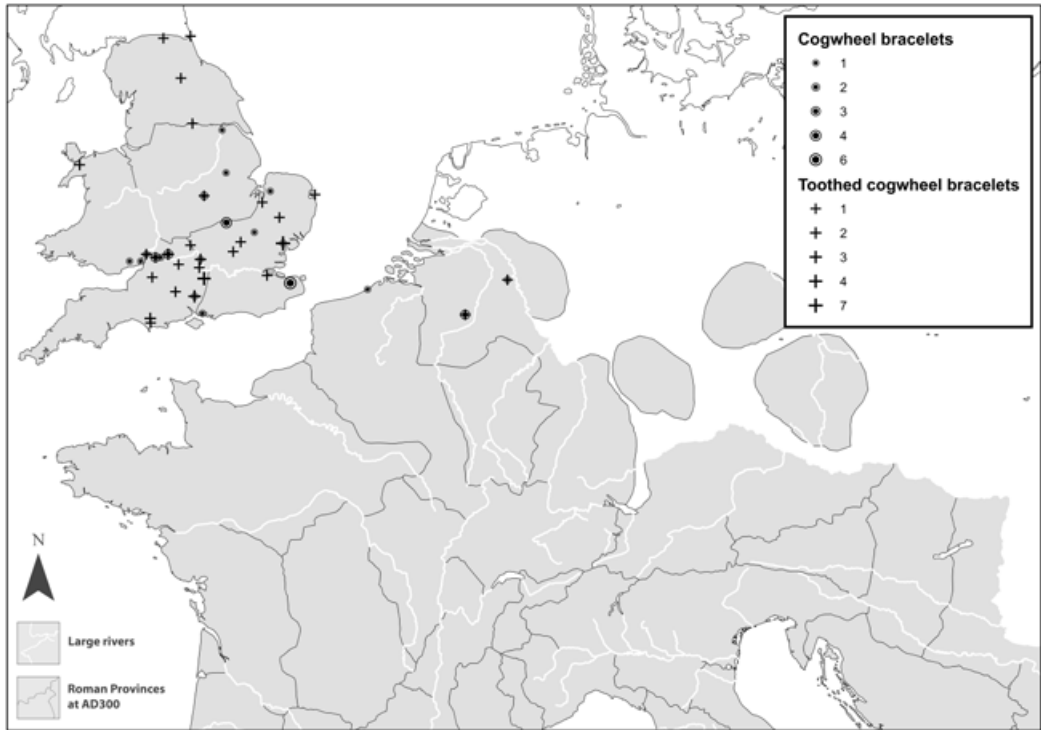 Cogwheel bracelets
1
2
3
4
6
Toothed cogwheel bracelets
1
2
3
4
7
N
Large rivers
Roman Provinces
at AD300